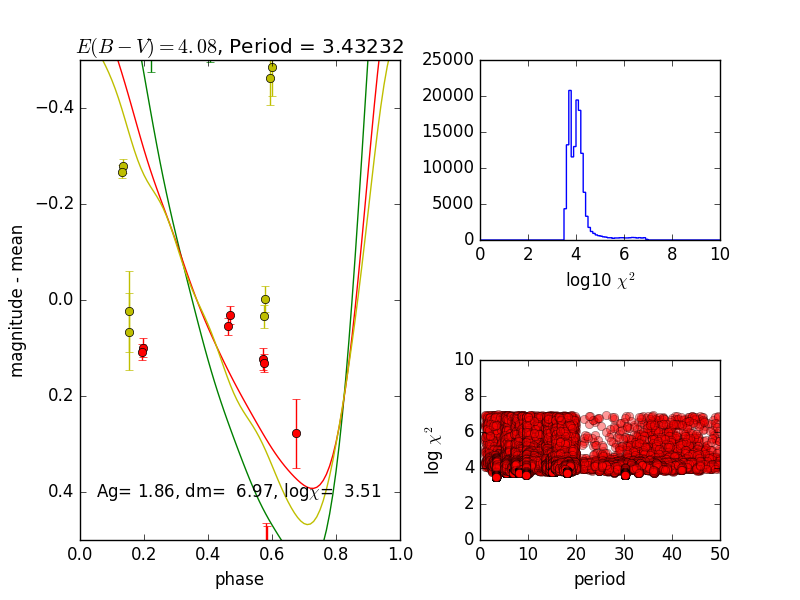 E(B − V) = 4.08, Period = 3.43232
magnitude - mean
−0.4
−0.2
0.0
0.2
0.4
Ag= 1.86, dm=  6.97, logχ=  3.51
0.0 0.2 0.4 0.6 0.8 1.0
phase
25000
20000
15000
10000
5000
0
0 2 4 6 8 10
log10 χ²
log χ²
10
8
6
4
2
0
0 10 20 30 40 50
period